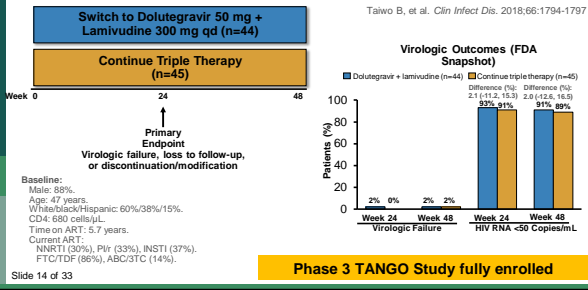 Taiwo B, et al. Clin Infect Dis. 2018;66:1794-1797
Switch to Dolutegravir 50 mg +
Lamivudine 300 mg qd (n=44)
Continue Triple Therapy
(n=45)
Week 0 24 48
Primary
Endpoint
Virologic failure, loss to follow-up,
or discontinuation/modification
Baseline:
Male: 88%.
Age: 47 years.
White/black/Hispanic: 60%/38%/15%.
CD4: 680 cells/µL.
Time on ART: 5.7 years.
Current ART:
NNRTI (30%), PI/r (33%), INSTI (37%).
FTC/TDF (86%), ABC/3TC (14%).
Slide 14 of 33
Virologic Outcomes (FDA
Snapshot)
Dolutegravir + lamivudine (n=44) Continue triple therapy (n=45)
Difference (%): Difference (%):
2.1 (-11.2, 15.3) 2.0 (-12.6, 16.5)
Patients (%)
100
80
60
40
20
0
2% 0% 2% 2% 93% 91% 91% 89%
Week 24 Week 48 Week 24 Week 48
Virologic Failure HIV RNA <50 Copies/mL
Phase 3 TANGO Study fully enrolled